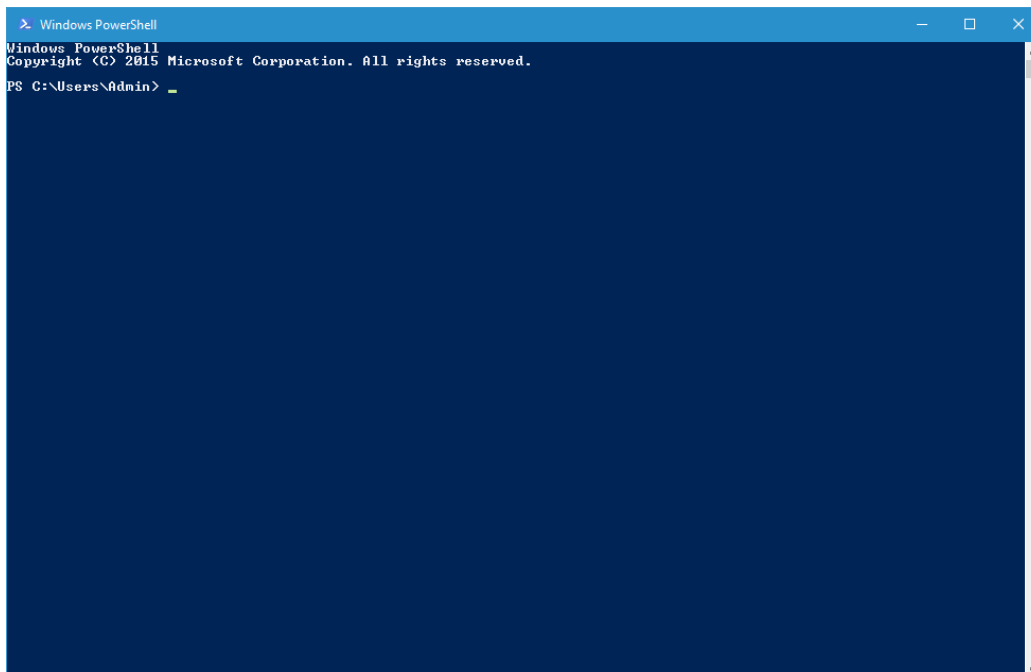 Windows PowerShell
Windows PowerShell
Copyright (C) 2015 Microsoft Corporation. All rights reserved.
PS C:\Users\Admin> _